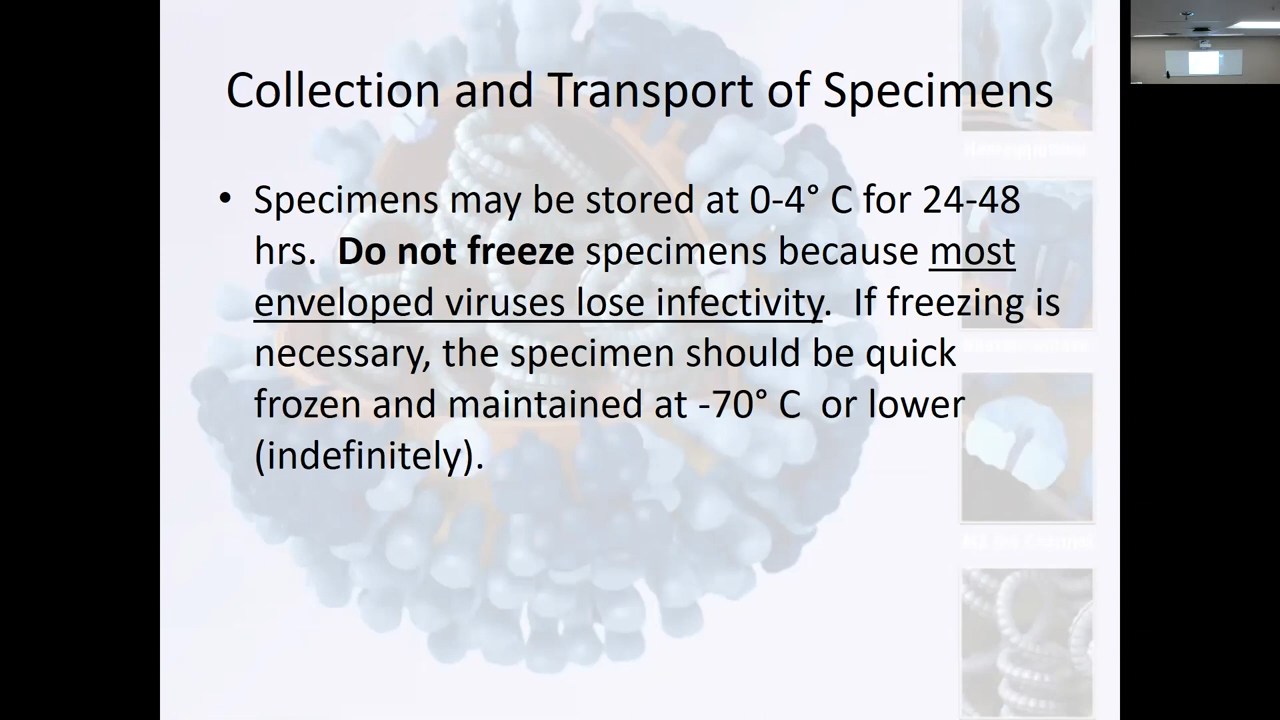 Collection and Transport of Specimens
• Specimens may be stored at 0-4° C for 24-48
hrs.  Do not freeze specimens because most
enveloped viruses lose infectivity.  If freezing is
necessary, the specimen should be quick
frozen and maintained at -70° C  or lower
(indefinitely).